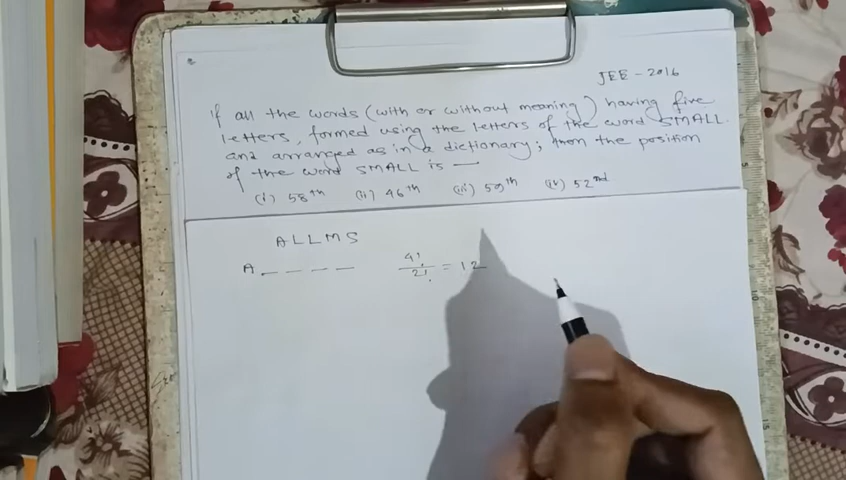 JEE - 2016
If all the words (with or without meaning) having five
letters, formed using the letters of the word SMALL
and arranged as in a dictionary; then the position
of the word SMALL is —
(i) 58th (ii) 46th (iii) 59th (iv) 52nd
A L L M S
A _ _ _ _ 4!/2! = 12